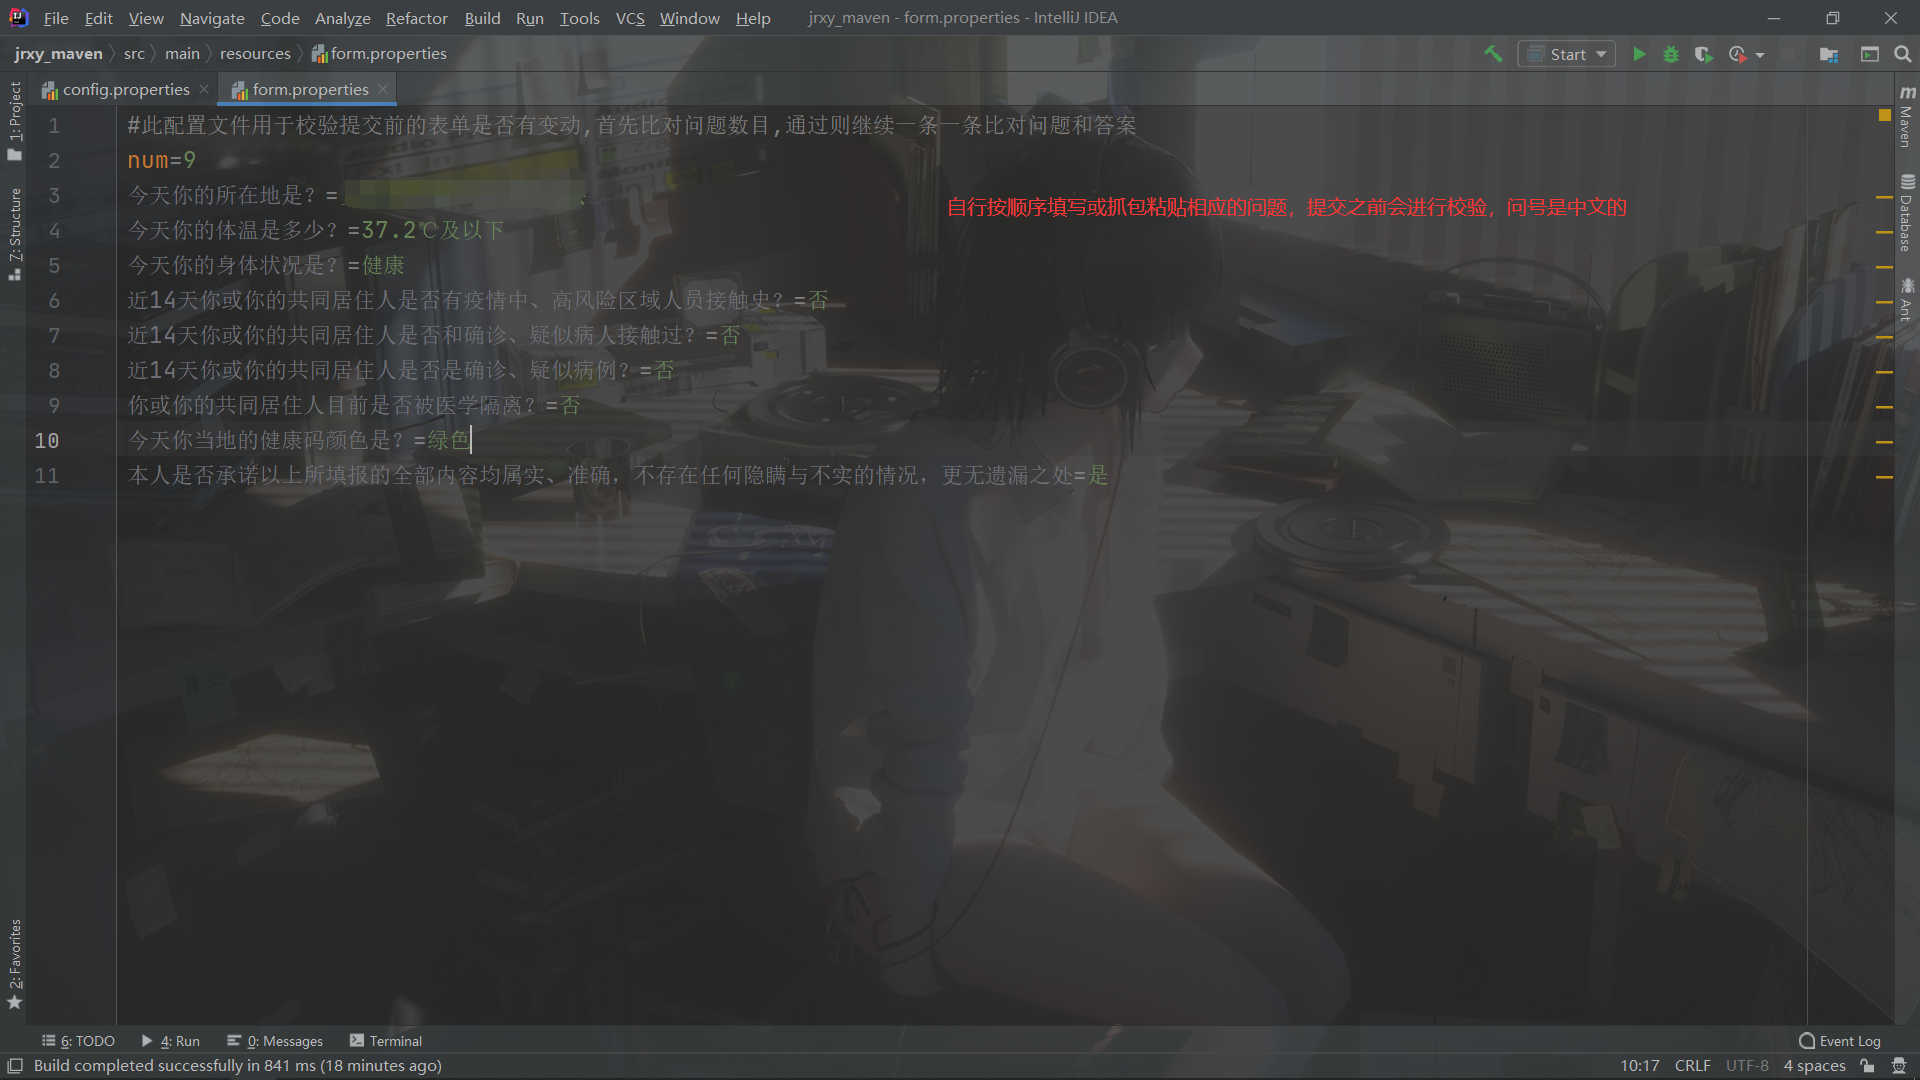 File Edit View Navigate Code Analyze Refactor Build Run Tools VCS Window Help jrxy_maven - form.properties - IntelliJ IDEA
jrxy_maven src main resources form.properties Start
config.properties form.properties
1 #此配置文件用于校验提交前的表单是否有变动,首先比对问题数目,通过则继续一条一条比对问题和答案
2 num=9
3 今天你的所在地是？=
自行按顺序填写或抓包粘贴相应的问题，提交之前会进行校验，问号是中文的
4 今天你的体温是多少？=37.2℃及以下
5 今天你的身体状况是？=健康
6 近14天你或你的共同居住人是否有疫情中、高风险区域人员接触史？=否
7 近14天你或你的共同居住人是否和确诊、疑似病人接触过？=否
8 近14天你或你的共同居住人是否是确诊、疑似病例？=否
9 你或你的共同居住人目前是否被医学隔离？=否
10 今天你当地的健康码颜色是？=绿色
11 本人是否承诺以上所填报的全部内容均属实、准确，不存在任何隐瞒与不实的情况，更无遗漏之处=是
1: Project
7: Structure
2: Favorites
Maven
Database
Ant
6: TODO 4: Run 0: Messages Terminal Event Log
Build completed successfully in 841 ms (18 minutes ago) 10:17 CRLF UTF-8 4 spaces